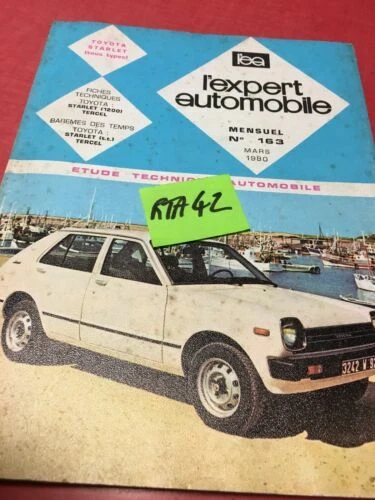 TOYOTA
STARLET
(tous types)
FICHES
TECHNIQUES
TOYOTA
STARLET (1200)
TERCEL
BAREMES DES TEMPS
TOYOTA :
STARLET (t.t.)
TERCEL
l'ea
l'expert
automobile
MENSUEL
N° 163
MARS
1980
ETUDE TECHNIQUE AUTOMOBILE
RTA 42
3242 W 92